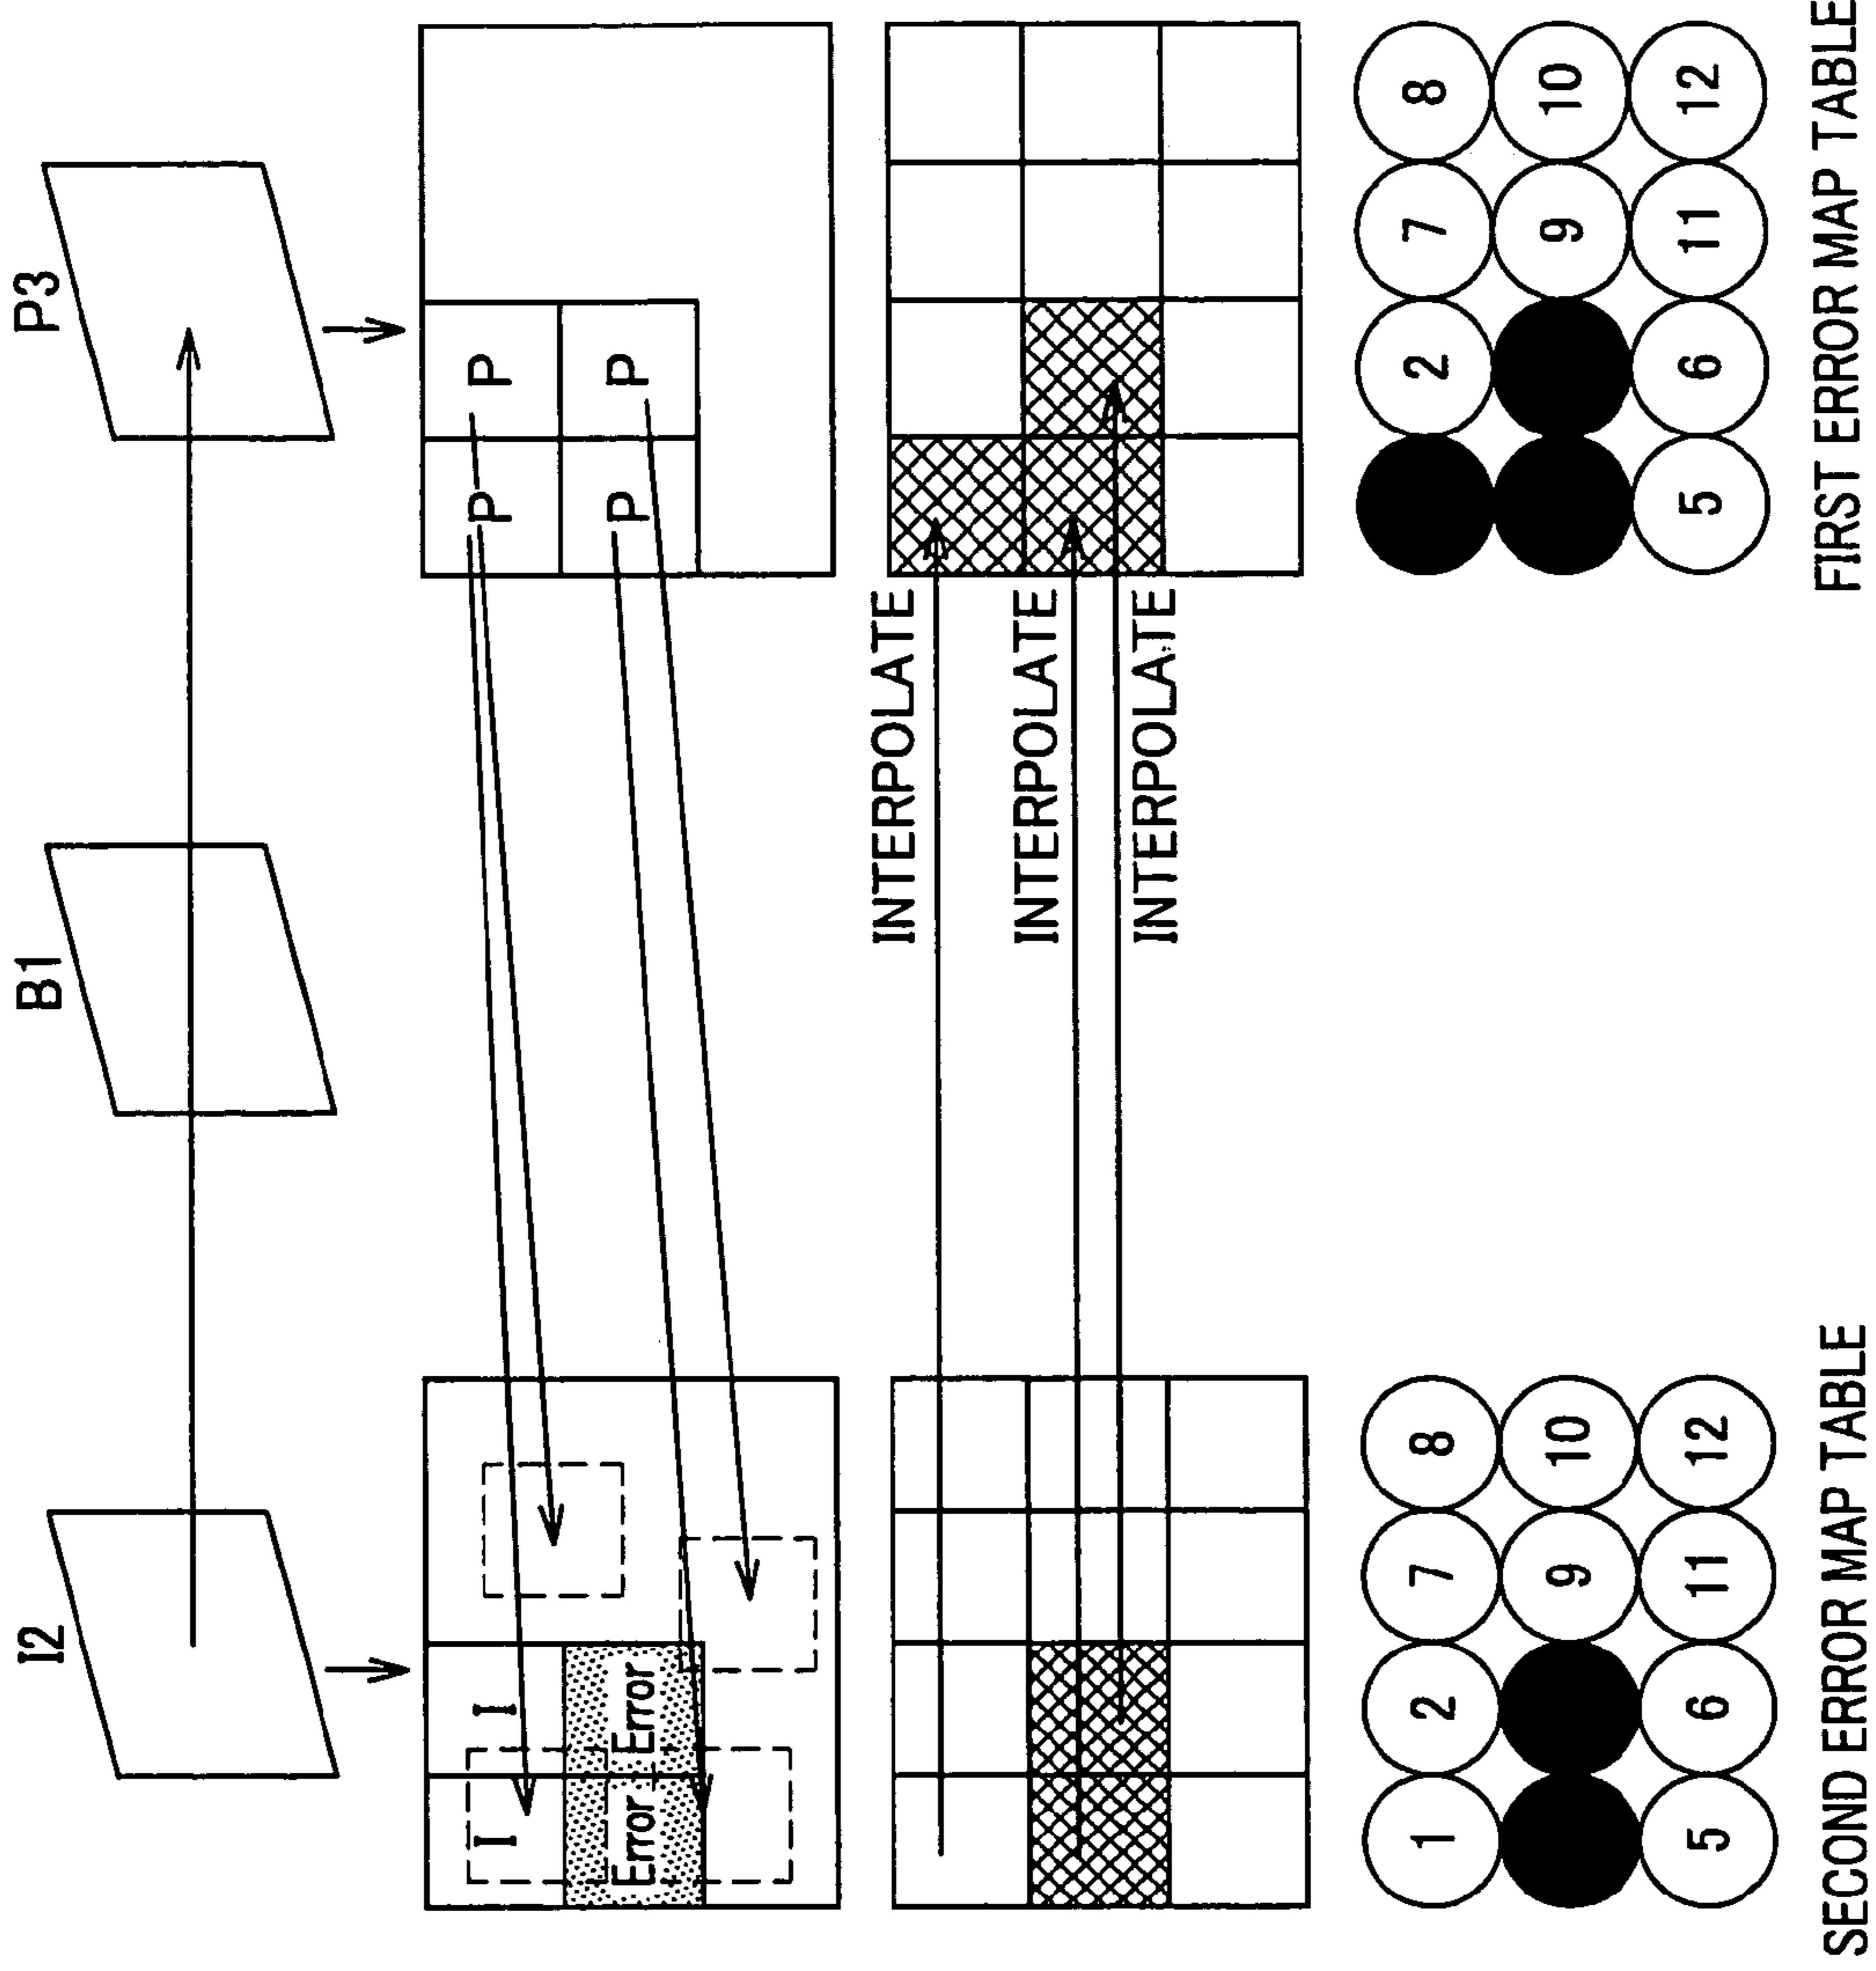 I2 B1 P3
I I P P
Error Error P P
INTERPOLATE
INTERPOLATE
INTERPOLATE
1 2 7 8 2 7 8
9 10 9 10
5 6 11 12 5 6 11 12
SECOND ERROR MAP TABLE FIRST ERROR MAP TABLE